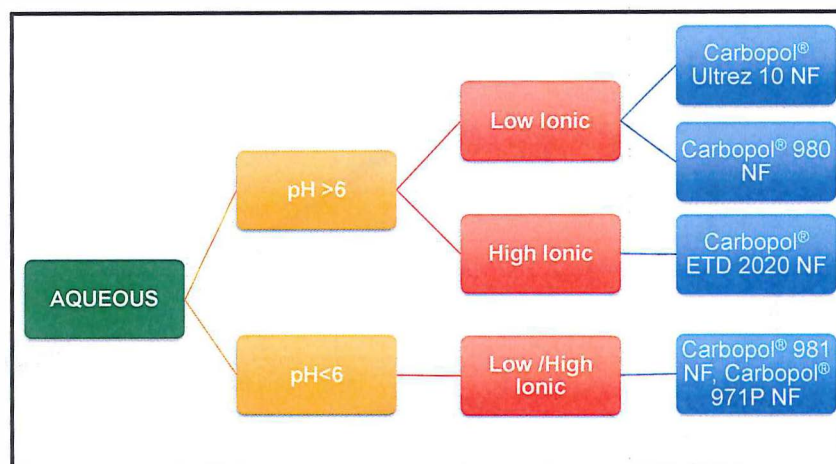 Carbopol®
Ultrez 10 NF
Low Ionic
Carbopol® 980
NF
pH >6
High Ionic
Carbopol®
ETD 2020 NF
AQUEOUS
pH<6
Low /High
Ionic
Carbopol® 981
NF, Carbopol®
971P NF